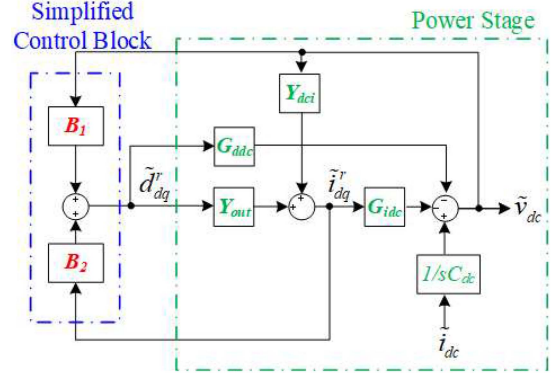 Simplified
Control Block
Power Stage
Y_dci
B_1
G_ddc
d̃^r_dq
ĩ^r_dq
Y_out
G_idc
ṽ_dc
B_2
1/sC_dc
ĩ_dc